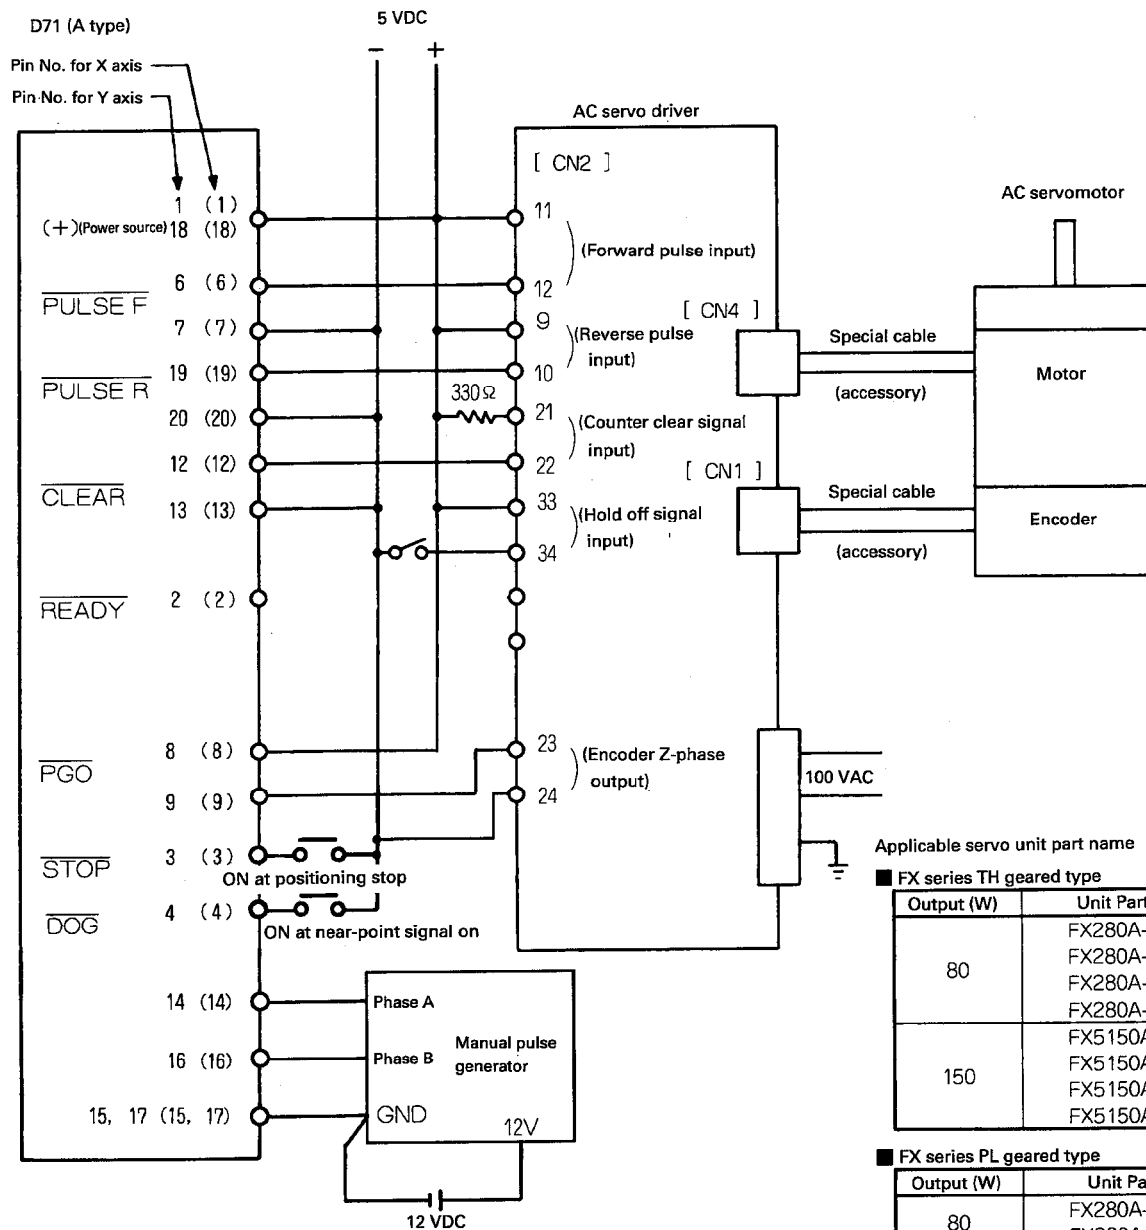 D71 (A type)
5 VDC
− +
Pin No. for X axis
Pin No. for Y axis
AC servo driver
[ CN2 ]
AC servomotor
1 (1)
(+)(Power source) 18 (18)
11
(Forward pulse input)
6 (6)
12
PULSE F
[ CN4 ]
7 (7)
9
(Reverse pulse
input)
Special cable
19 (19)
10
PULSE R
(accessory)
Motor
330Ω
20 (20)
21
(Counter clear signal
input)
12 (12)
22
[ CN1 ]
CLEAR
13 (13)
33
(Hold off signal
input)
Special cable
Encoder
34
(accessory)
READY
2 (2)
8 (8)
23
(Encoder Z-phase
output)
PGO
100 VAC
9 (9)
24
STOP
3 (3)
ON at positioning stop
DOG
4 (4)
ON at near-point signal on
14 (14)
Phase A
16 (16)
Phase B
Manual pulse
generator
15, 17 (15, 17)
GND
12V
12 VDC
Applicable servo unit part name
■ FX series TH geared type
Output (W) Unit Part
80
FX280A-
FX280A-
FX280A-
FX280A-
150
FX5150A
FX5150A
FX5150A
FX5150A
■ FX series PL geared type
Output (W) Unit Pa
80
FX280A-